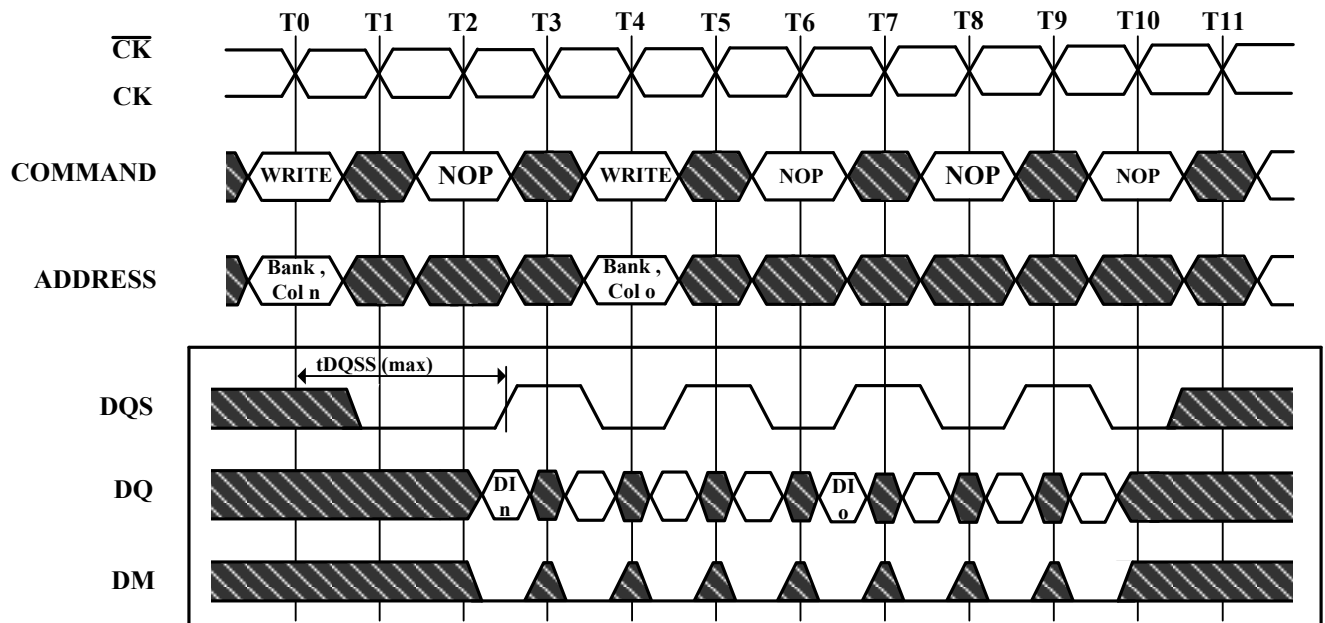 T0 T1 T2 T3 T4 T5 T6 T7 T8 T9 T10 T11
CK
CK
COMMAND WRITE NOP WRITE NOP NOP NOP
ADDRESS Bank , Bank ,
Col n Col o
tDQSS (max)
DQS
DQ DI DI
n o
DM